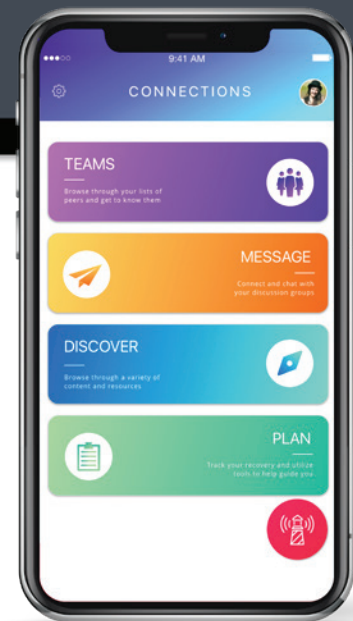 9:41 AM
CONNECTIONS
TEAMS
Browse through your lists of
peers and get to know them
MESSAGE
Connect and chat with
your discussion groups
DISCOVER
Browse through a variety of
content and resources
PLAN
Track your recovery and utilize
tools to help guide you